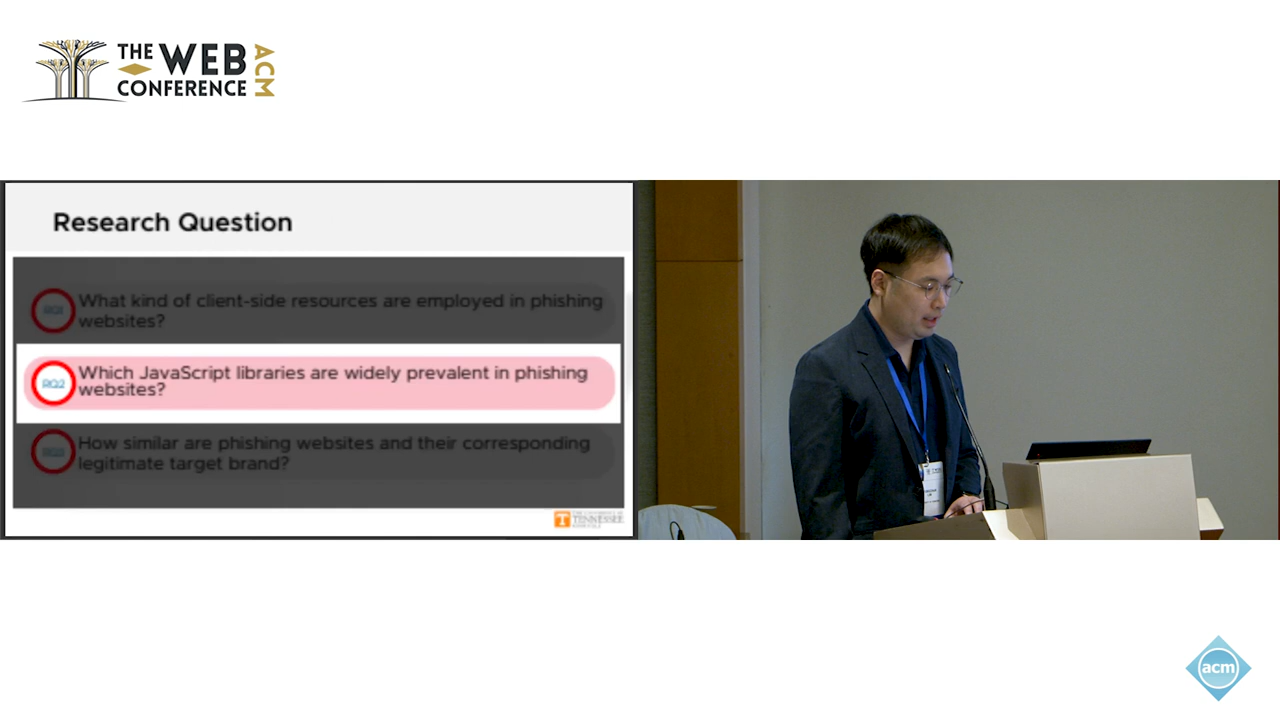 THE WEB
CONFERENCE
ACM
Research Question
RQ1
What kind of client-side resources are employed in phishing
websites?
RQ2
Which JavaScript libraries are widely prevalent in phishing
websites?
RQ3
How similar are phishing websites and their corresponding
legitimate target brand?
T
TENNESSEE
acm